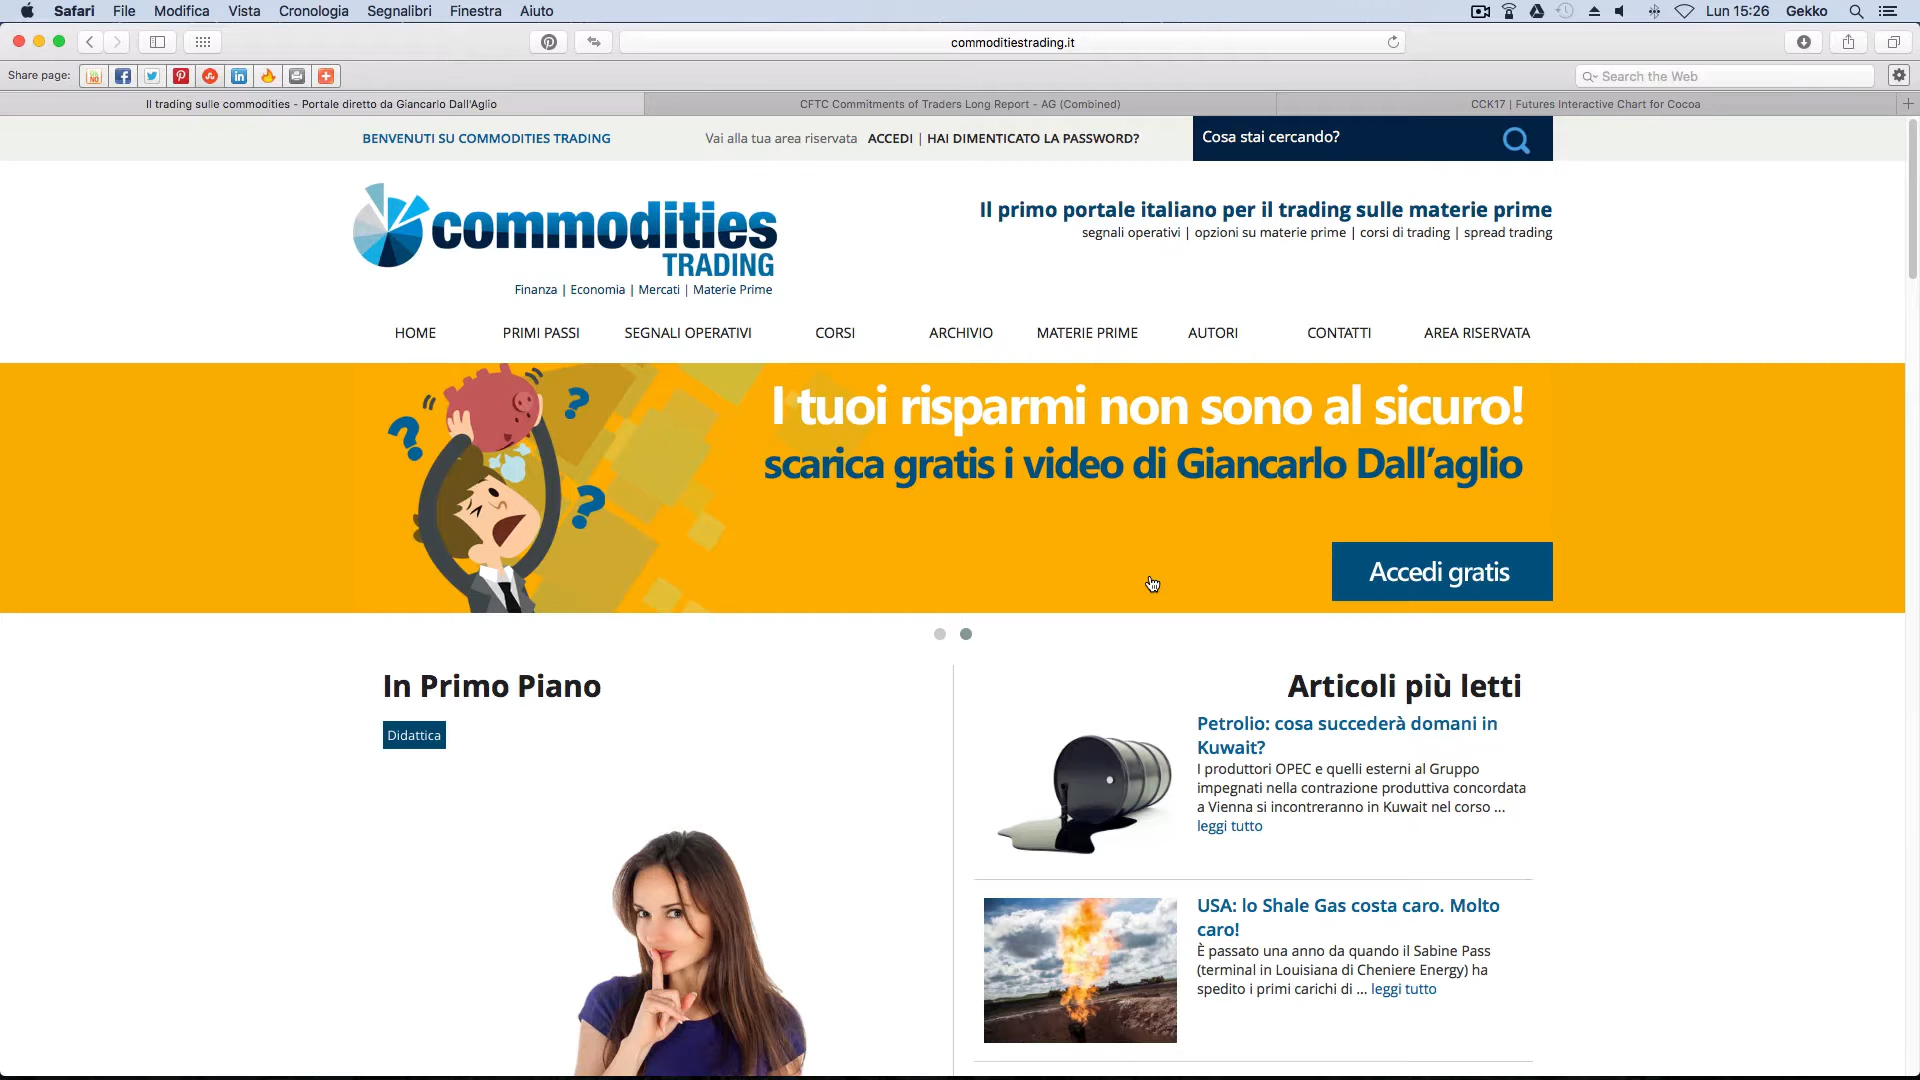 Safari File Modifica Vista Cronologia Segnalibri Finestra Aiuto
Lun 15:26 Gekko
commoditiestrading.it
Share page:
Search the Web
Il trading sulle commodities - Portale diretto da Giancarlo Dall'Aglio
CFTC Commitments of Traders Long Report - AG (Combined)
CCK17 | Futures Interactive Chart for Cocoa
BENVENUTI SU COMMODITIES TRADING
Vai alla tua area riservata ACCEDI | HAI DIMENTICATO LA PASSWORD?
Cosa stai cercando?
commodities
TRADING
Finanza | Economia | Mercati | Materie Prime
Il primo portale italiano per il trading sulle materie prime
segnali operativi | opzioni su materie prime | corsi di trading | spread trading
HOME PRIMI PASSI SEGNALI OPERATIVI CORSI ARCHIVIO MATERIE PRIME AUTORI CONTATTI AREA RISERVATA
I tuoi risparmi non sono al sicuro!
scarica gratis i video di Giancarlo Dall'aglio
Accedi gratis
In Primo Piano
Didattica
Articoli più letti
Petrolio: cosa succederà domani in
Kuwait?
I produttori OPEC e quelli esterni al Gruppo
impegnati nella contrazione produttiva concordata
a Vienna si incontreranno in Kuwait nel corso ...
leggi tutto
USA: lo Shale Gas costa caro. Molto
caro!
È passato una anno da quando il Sabine Pass
(terminal in Louisiana di Cheniere Energy) ha
spedito i primi carichi di ... leggi tutto